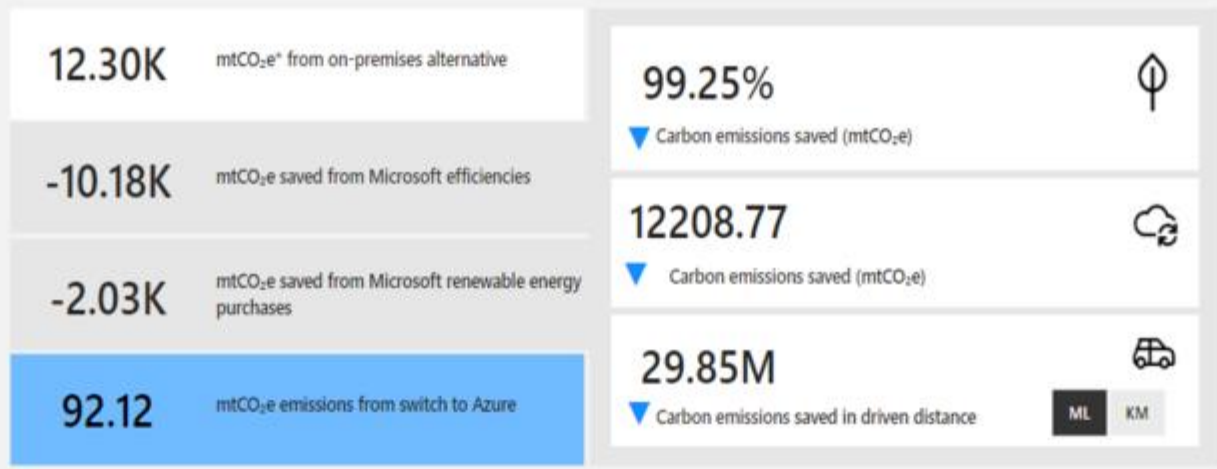 12.30K
mtCO₂e* from on-premises alternative
-10.18K
mtCO₂e saved from Microsoft efficiencies
-2.03K
mtCO₂e saved from Microsoft renewable energy
purchases
92.12
mtCO₂e emissions from switch to Azure
99.25%
Carbon emissions saved (mtCO₂e)
12208.77
Carbon emissions saved (mtCO₂e)
29.85M
Carbon emissions saved in driven distance
ML KM